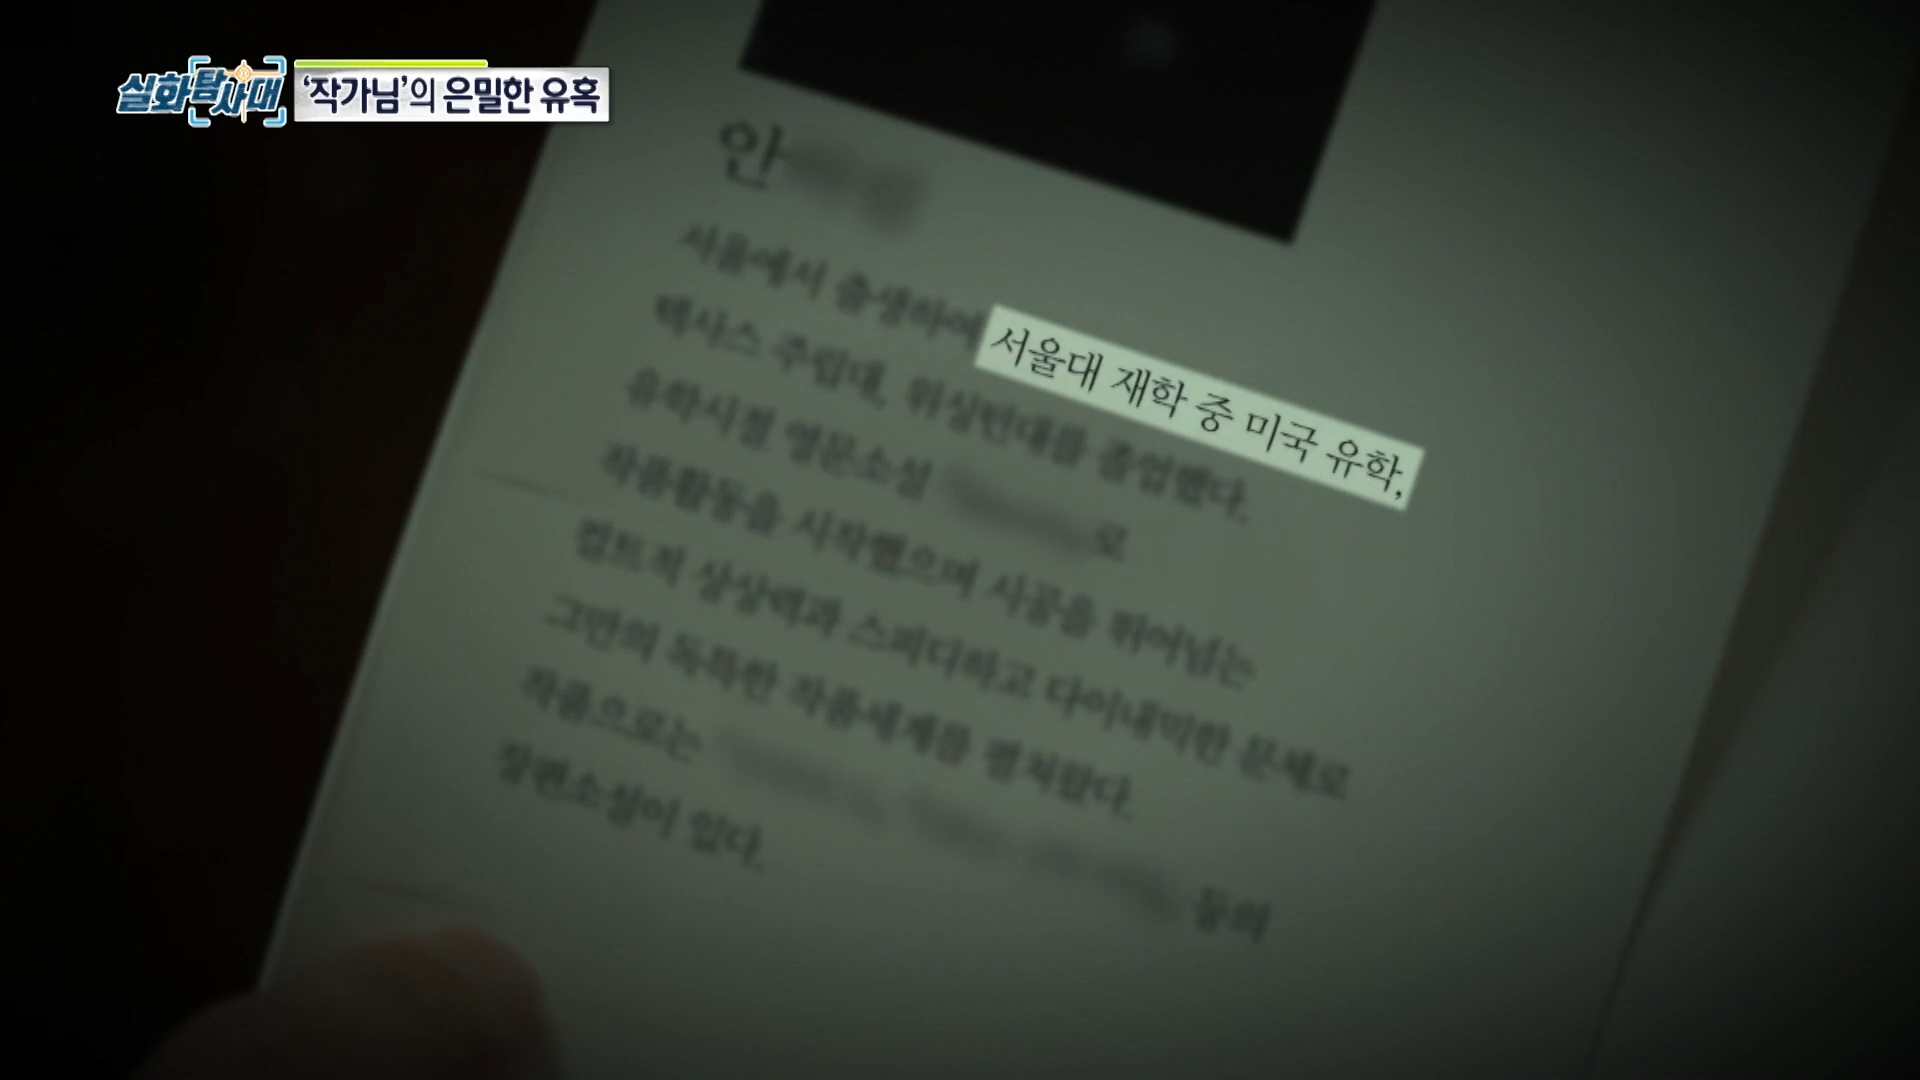 실화탐사대
'작가님'의 은밀한 유혹
안
서울에서 출생하여 서울대 재학 중 미국 유학,
텍사스 주립대, 위싱턴대를 졸업했다.
유학시절 영문소설 로
작품활동을 시작했으며 시공을 뛰어넘는
컬트적 상상력과 스피디하고 다이내믹한 문체로
그만의 독특한 작품세계를 펼쳐왔다.
작품으로는 등의
장편소설이 있다.